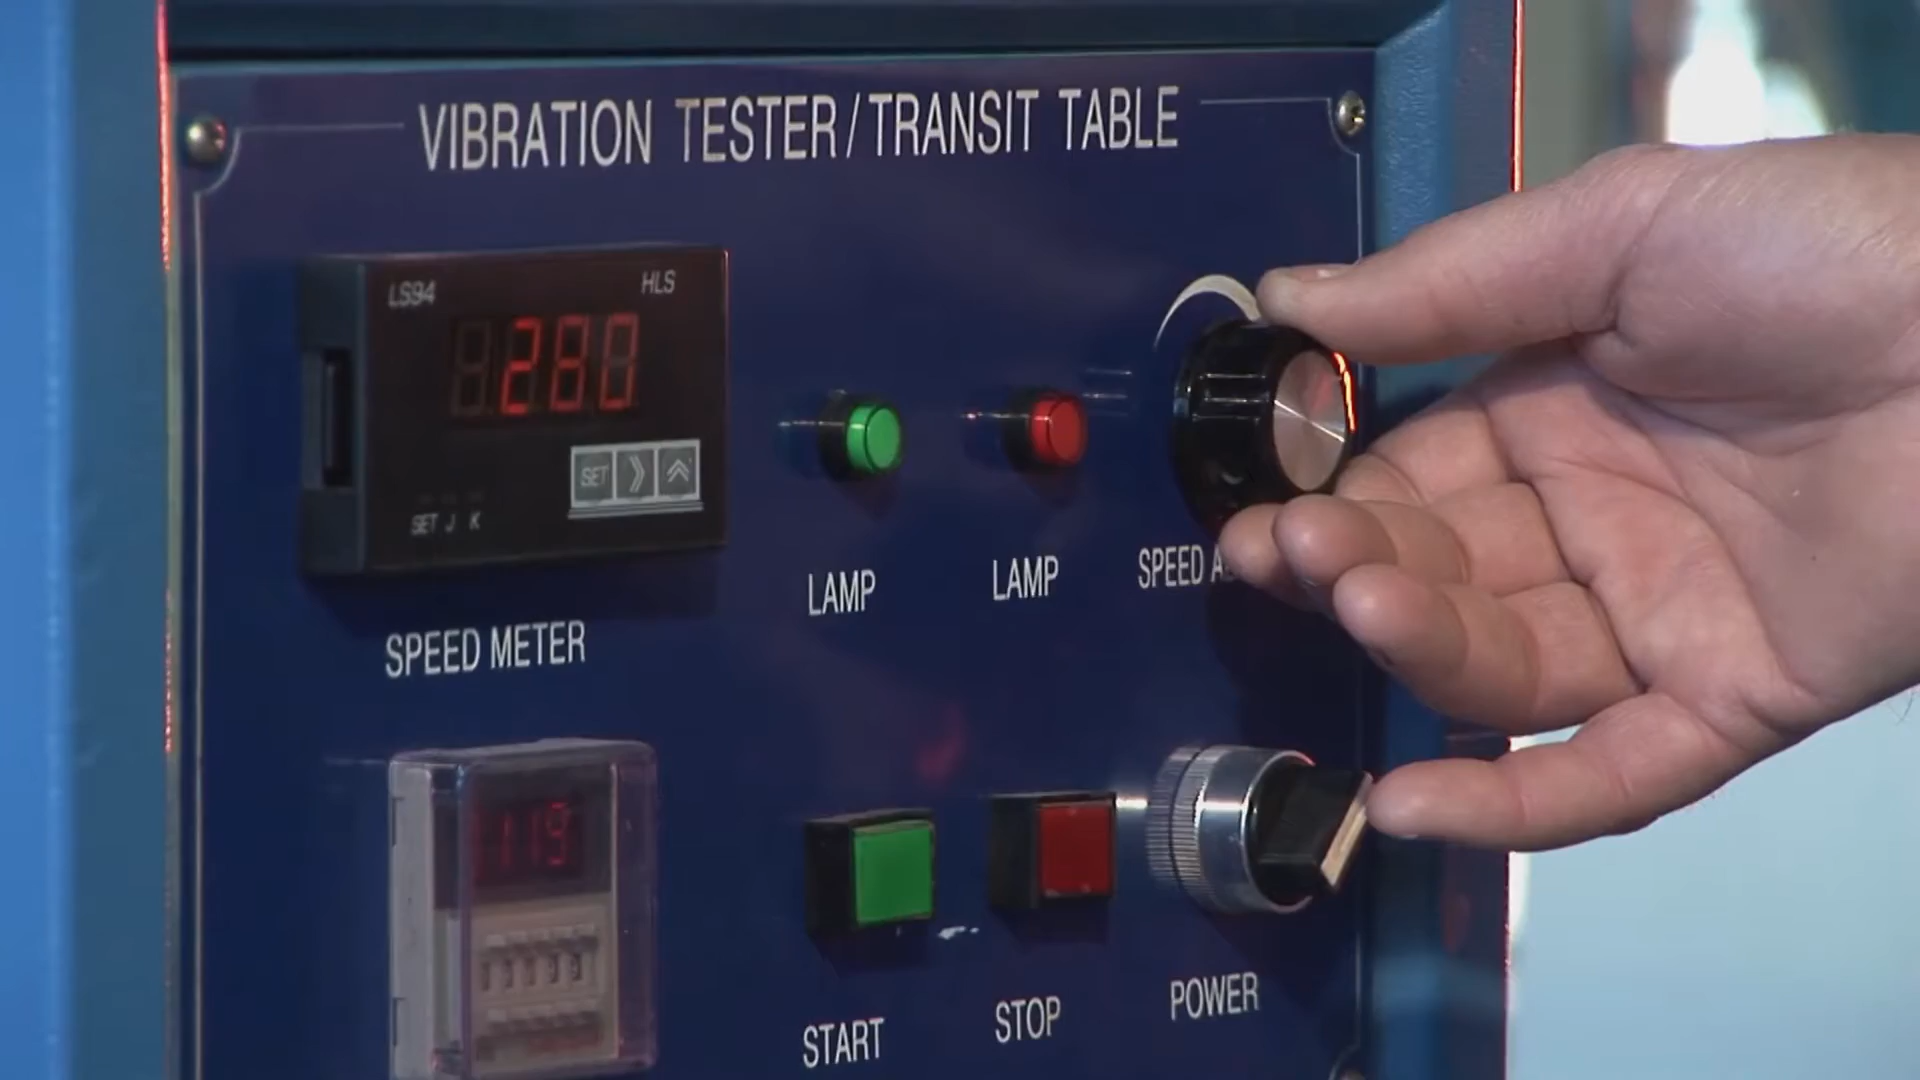 VIBRATION TESTER/TRANSIT TABLE
LS94 HLS
280
SET
SET J K
LAMP
LAMP
SPEED
SPEED METER
119
START
STOP
POWER